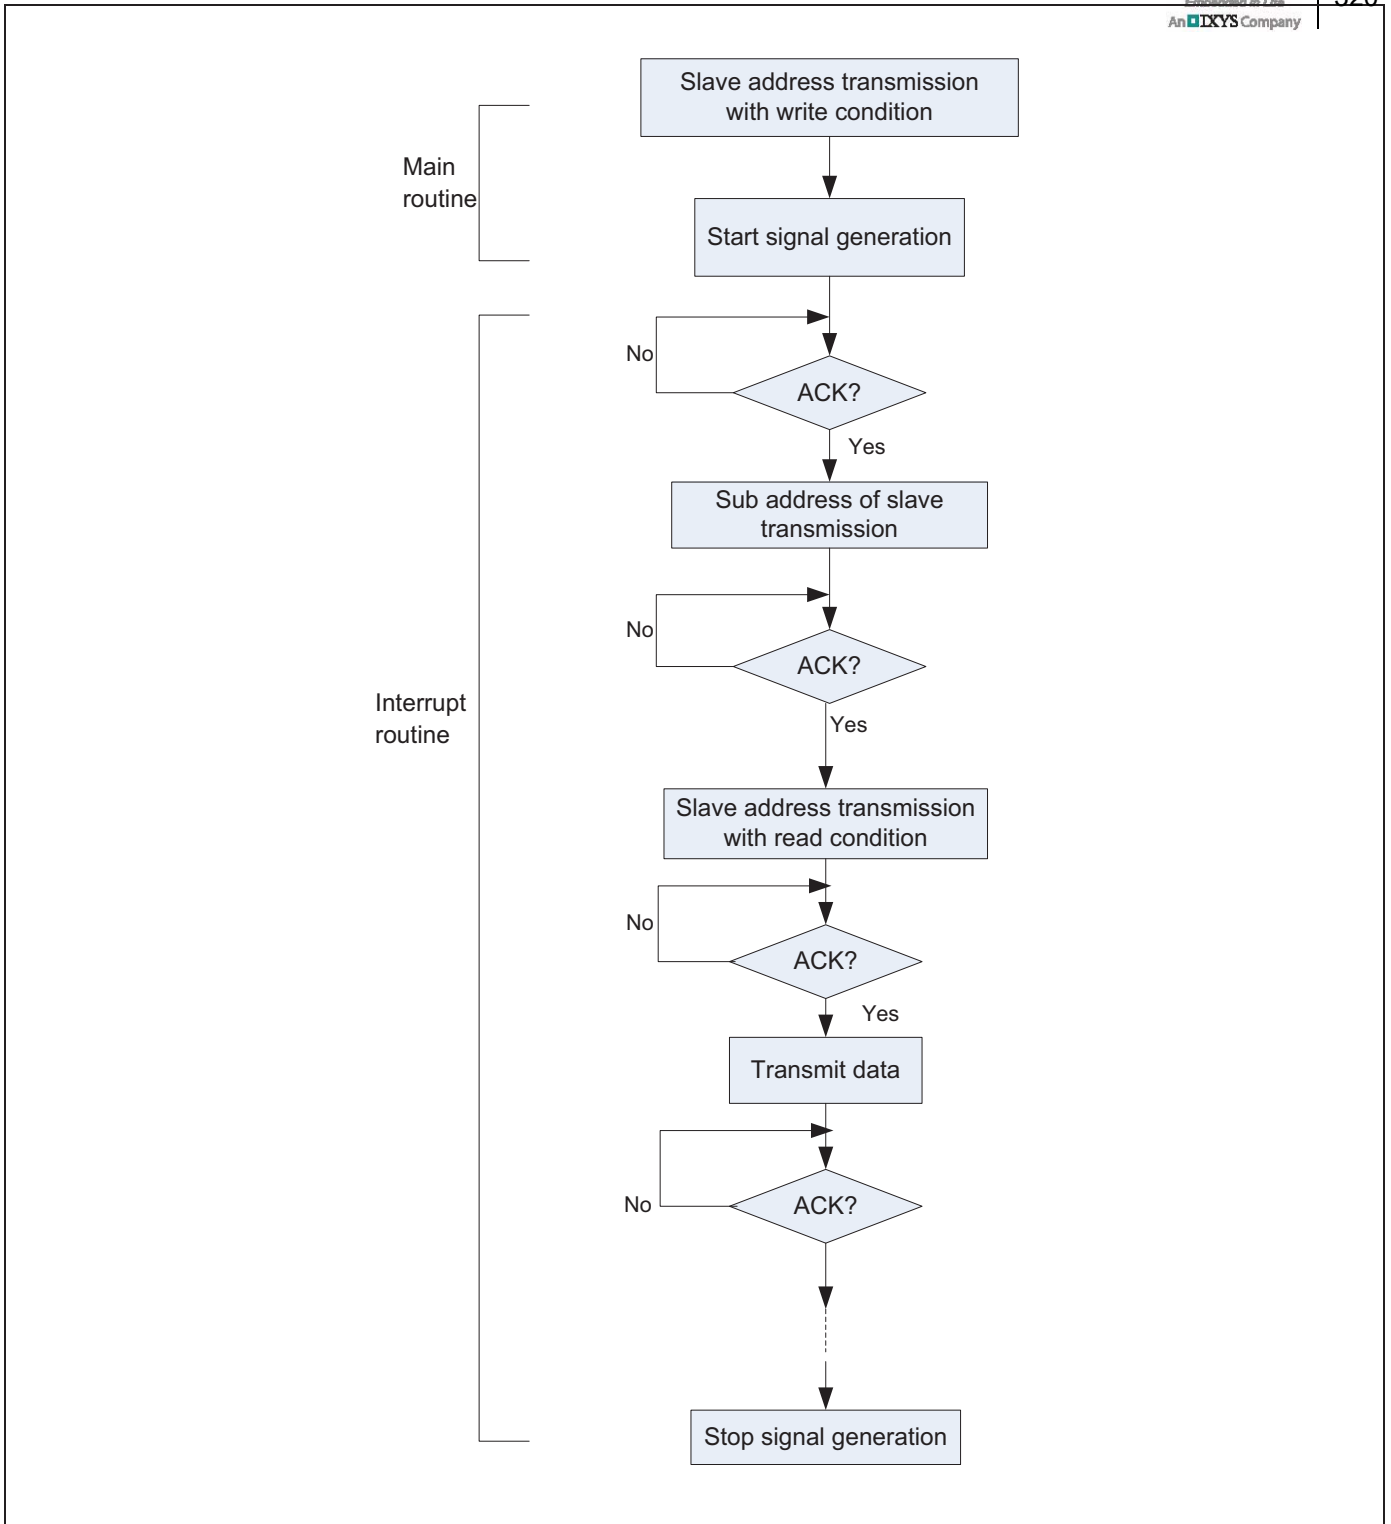 An IXYS Company
Slave address transmission
with write condition
Main
routine
Start signal generation
No
ACK?
Yes
Sub address of slave
transmission
No
ACK?
Yes
Interrupt
routine
Slave address transmission
with read condition
No
ACK?
Yes
Transmit data
No
ACK?
Stop signal generation